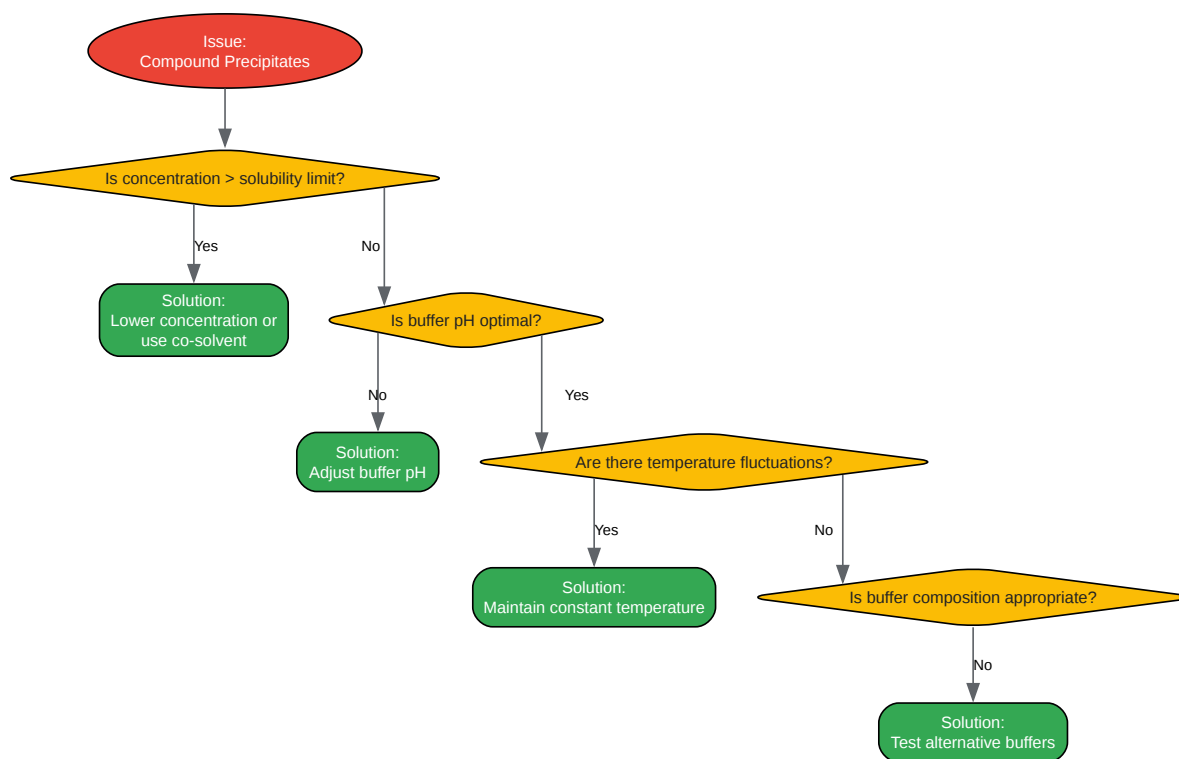 Issue:
Compound Precipitates
Is concentration > solubility limit?
Yes
No
Solution:
Lower concentration or
use co-solvent
Is buffer pH optimal?
No
Yes
Solution:
Adjust buffer pH
Are there temperature fluctuations?
Yes
No
Solution:
Maintain constant temperature
Is buffer composition appropriate?
No
Solution:
Test alternative buffers